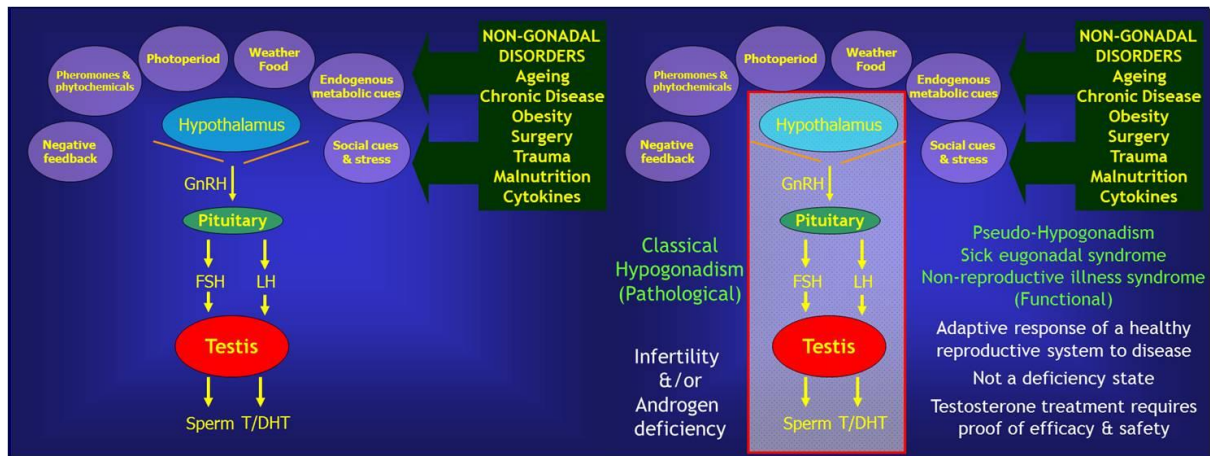 Photoperiod
Weather
Food
Pheromones &
phytochemicals
Endogenous
metabolic cues
Hypothalamus
Negative
feedback
Social cues
& stress
NON-GONADAL
DISORDERS
Ageing
Chronic Disease
Obesity
Surgery
Trauma
Malnutrition
Cytokines
GnRH
Pituitary
FSH LH
Testis
Sperm T/DHT
Photoperiod
Weather
Food
Pheromones &
phytochemicals
Endogenous
metabolic cues
Hypothalamus
Negative
feedback
Social cues
& stress
NON-GONADAL
DISORDERS
Ageing
Chronic Disease
Obesity
Surgery
Trauma
Malnutrition
Cytokines
Classical
Hypogonadism
(Pathological)
Infertility
&/or
Androgen
deficiency
GnRH
Pituitary
FSH LH
Testis
Sperm T/DHT
Pseudo-Hypogonadism
Sick eugonadal syndrome
Non-reproductive illness syndrome
(Functional)
Adaptive response of a healthy
reproductive system to disease
Not a deficiency state
Testosterone treatment requires
proof of efficacy & safety